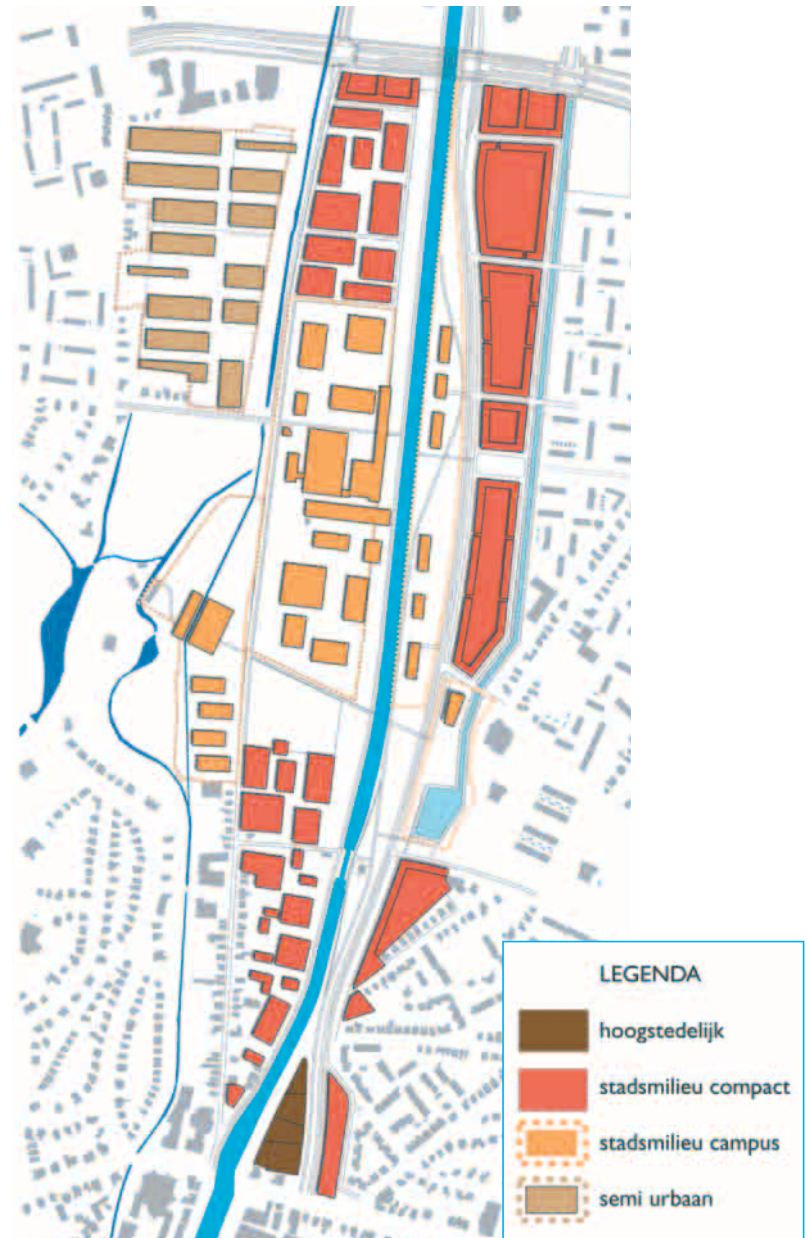 LEGENDA
hoogstedelijk
stadsmilieu compact
stadsmilieu campus
semi urbaan